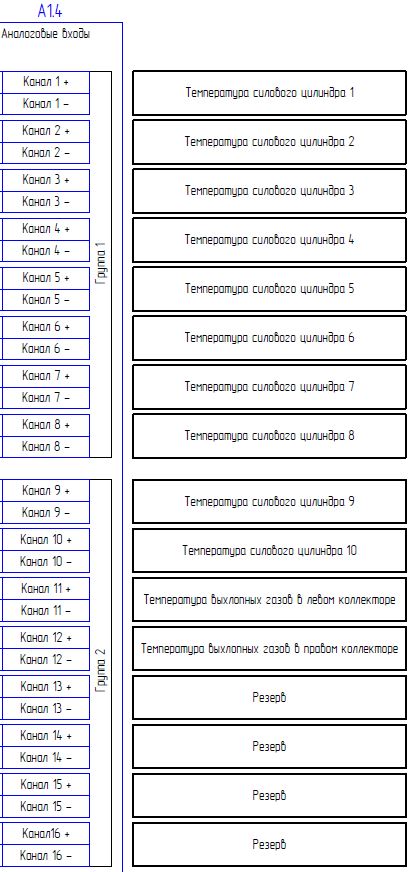 A1.4
Аналоговые входы
Канал 1 +
Канал 1 –
Температура силового цилиндра 1
Канал 2 +
Канал 2 –
Температура силового цилиндра 2
Канал 3 +
Канал 3 –
Температура силового цилиндра 3
Канал 4 +
Канал 4 –
Температура силового цилиндра 4
Группа 1
Канал 5 +
Канал 5 –
Температура силового цилиндра 5
Канал 6 +
Канал 6 –
Температура силового цилиндра 6
Канал 7 +
Канал 7 –
Температура силового цилиндра 7
Канал 8 +
Канал 8 –
Температура силового цилиндра 8
Канал 9 +
Канал 9 –
Температура силового цилиндра 9
Канал 10 +
Канал 10 –
Температура силового цилиндра 10
Канал 11 +
Канал 11 –
Температура выхлопных газов в левом коллекторе
Канал 12 +
Канал 12 –
Температура выхлопных газов в правом коллекторе
Группа 2
Канал 13 +
Канал 13 –
Резерв
Канал 14 +
Канал 14 –
Резерв
Канал 15 +
Канал 15 –
Резерв
Канал16 +
Канал 16 –
Резерв